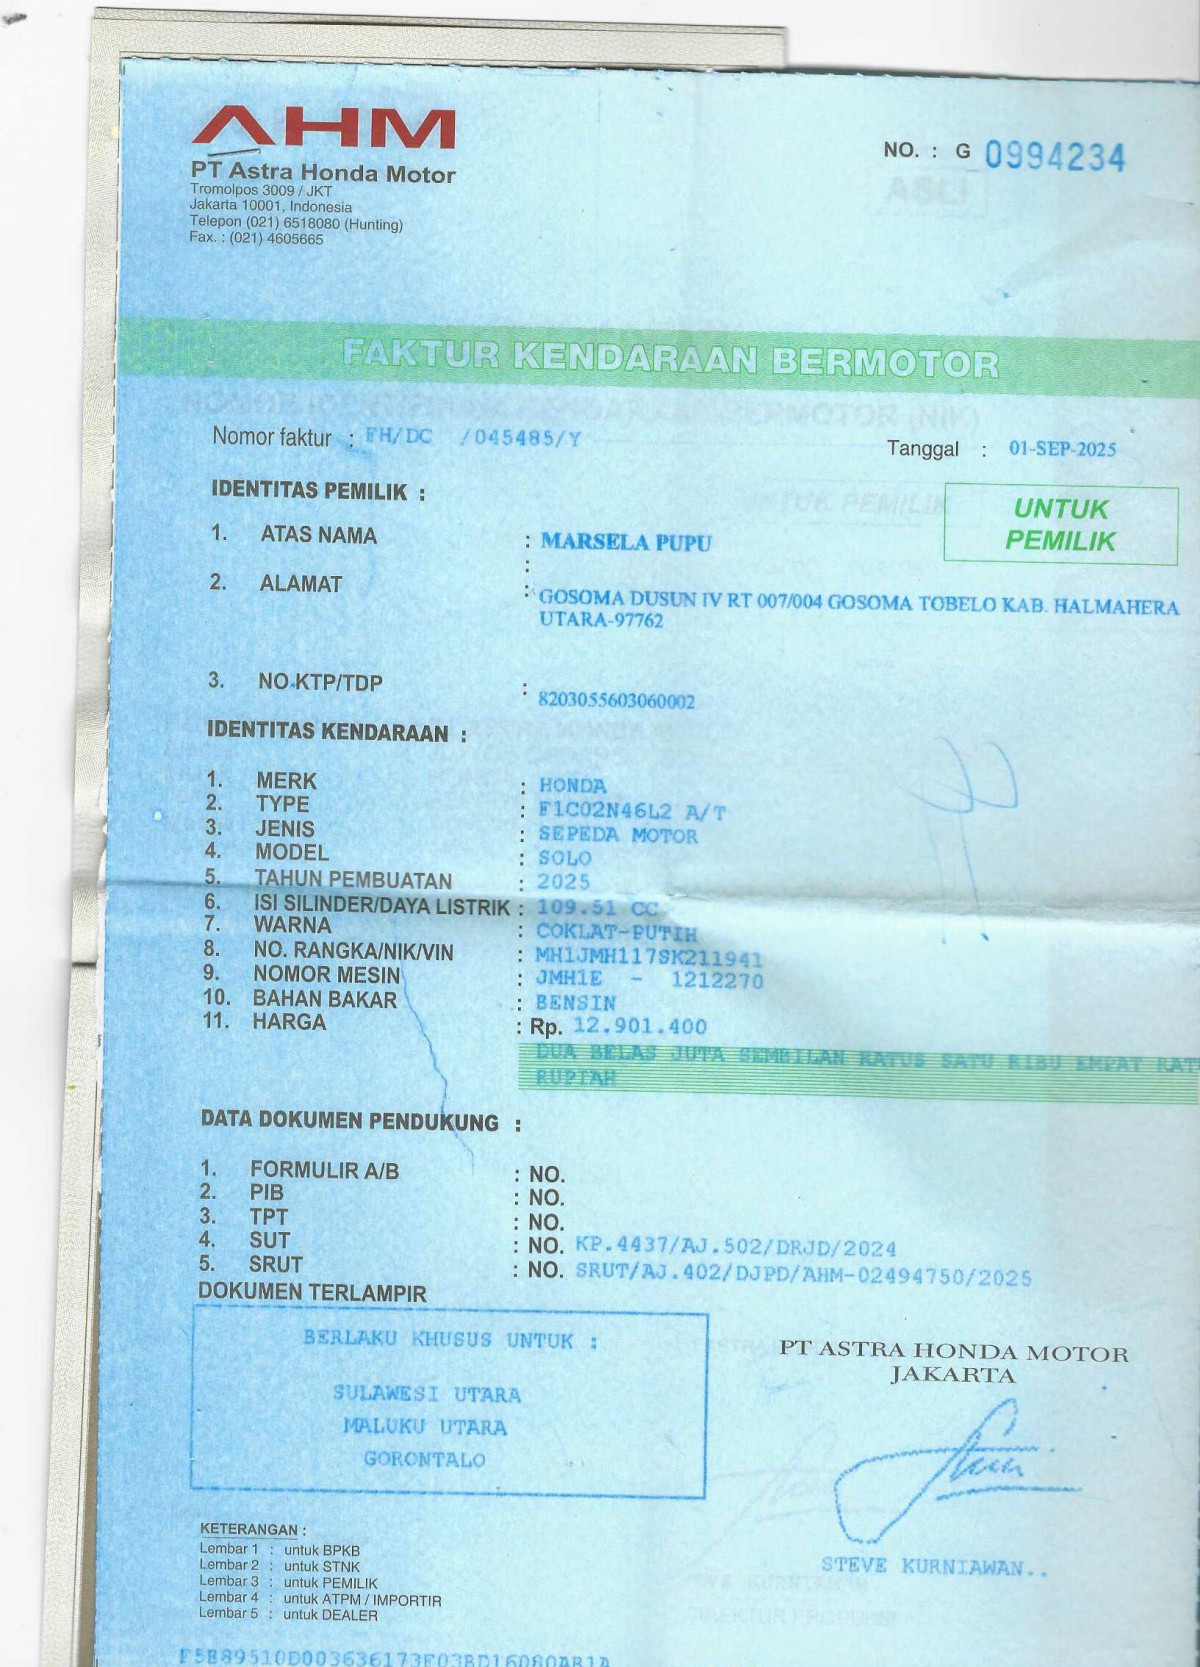 AHM
PT Astra Honda Motor
Tromolpos 3009 / JKT
Jakarta 10001, Indonesia
Telepon (021) 6518080 (Hunting)
Fax. : (021) 4605665
NO. : G 0994234
ASLI
FAKTUR KENDARAAN BERMOTOR
Nomor faktur : FH/DC /045485/Y
Tanggal : 01-SEP-2025
IDENTITAS PEMILIK :
UNTUK
PEMILIK
1. ATAS NAMA : MARSELA PUPU
:
2. ALAMAT : GOSOMA DUSUN IV RT 007/004 GOSOMA TOBELO KAB. HALMAHERA
UTARA-97762
3. NO.KTP/TDP : 8203055603060002
IDENTITAS KENDARAAN :
1. MERK : HONDA
2. TYPE : F1C02N46L2 A/T
3. JENIS : SEPEDA MOTOR
4. MODEL : SOLO
5. TAHUN PEMBUATAN : 2025
6. ISI SILINDER/DAYA LISTRIK : 109.51 CC
7. WARNA : COKLAT-PUTIH
8. NO. RANGKA/NIK/VIN : MH1JMH117SK211941
9. NOMOR MESIN : JMH1E - 1212270
10. BAHAN BAKAR : BENSIN
11. HARGA : Rp. 12.901.400
DUA BELAS JUTA SEMBILAN RATUS SATU RIBU EMPAT RAT
RUPIAH
DATA DOKUMEN PENDUKUNG :
1. FORMULIR A/B : NO.
2. PIB : NO.
3. TPT : NO.
4. SUT : NO. KP.4437/AJ.502/DRJD/2024
5. SRUT : NO. SRUT/AJ.402/DJPD/AHM-02494750/2025
DOKUMEN TERLAMPIR
BERLAKU KHUSUS UNTUK :
SULAWESI UTARA
MALUKU UTARA
GORONTALO
PT ASTRA HONDA MOTOR
JAKARTA
STEVE KURNIAWAN..
KETERANGAN :
Lembar 1 : untuk BPKB
Lembar 2 : untuk STNK
Lembar 3 : untuk PEMILIK
Lembar 4 : untuk ATPM / IMPORTIR
Lembar 5 : untuk DEALER
F5E89510D003636173F03BD16080AB1A